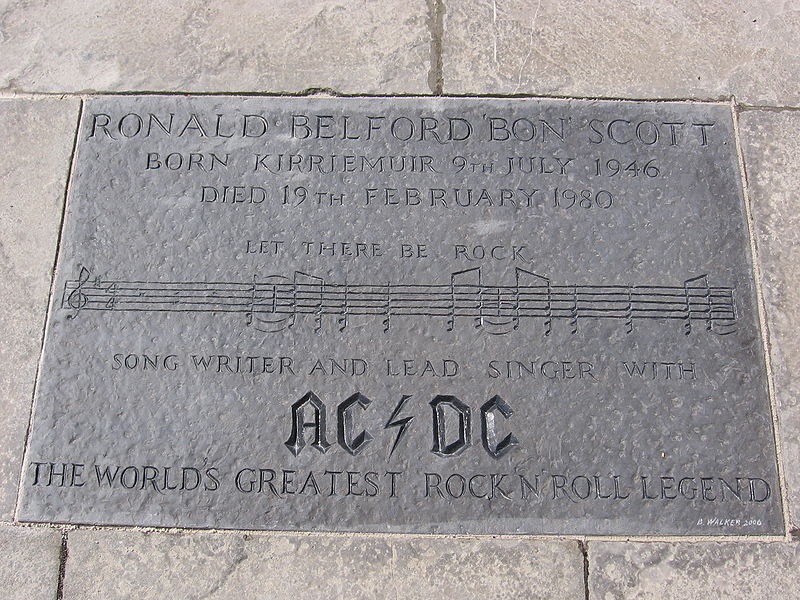 RONALD BELFORD 'BON' SCOTT
BORN KIRRIEMUIR 9TH JULY 1946
DIED 19TH FEBRUARY 1980
LET THERE BE ROCK
SONG WRITER AND LEAD SINGER WITH
AC⚡DC
THE WORLD'S GREATEST ROCK N' ROLL LEGEND
B. WALKER 2006